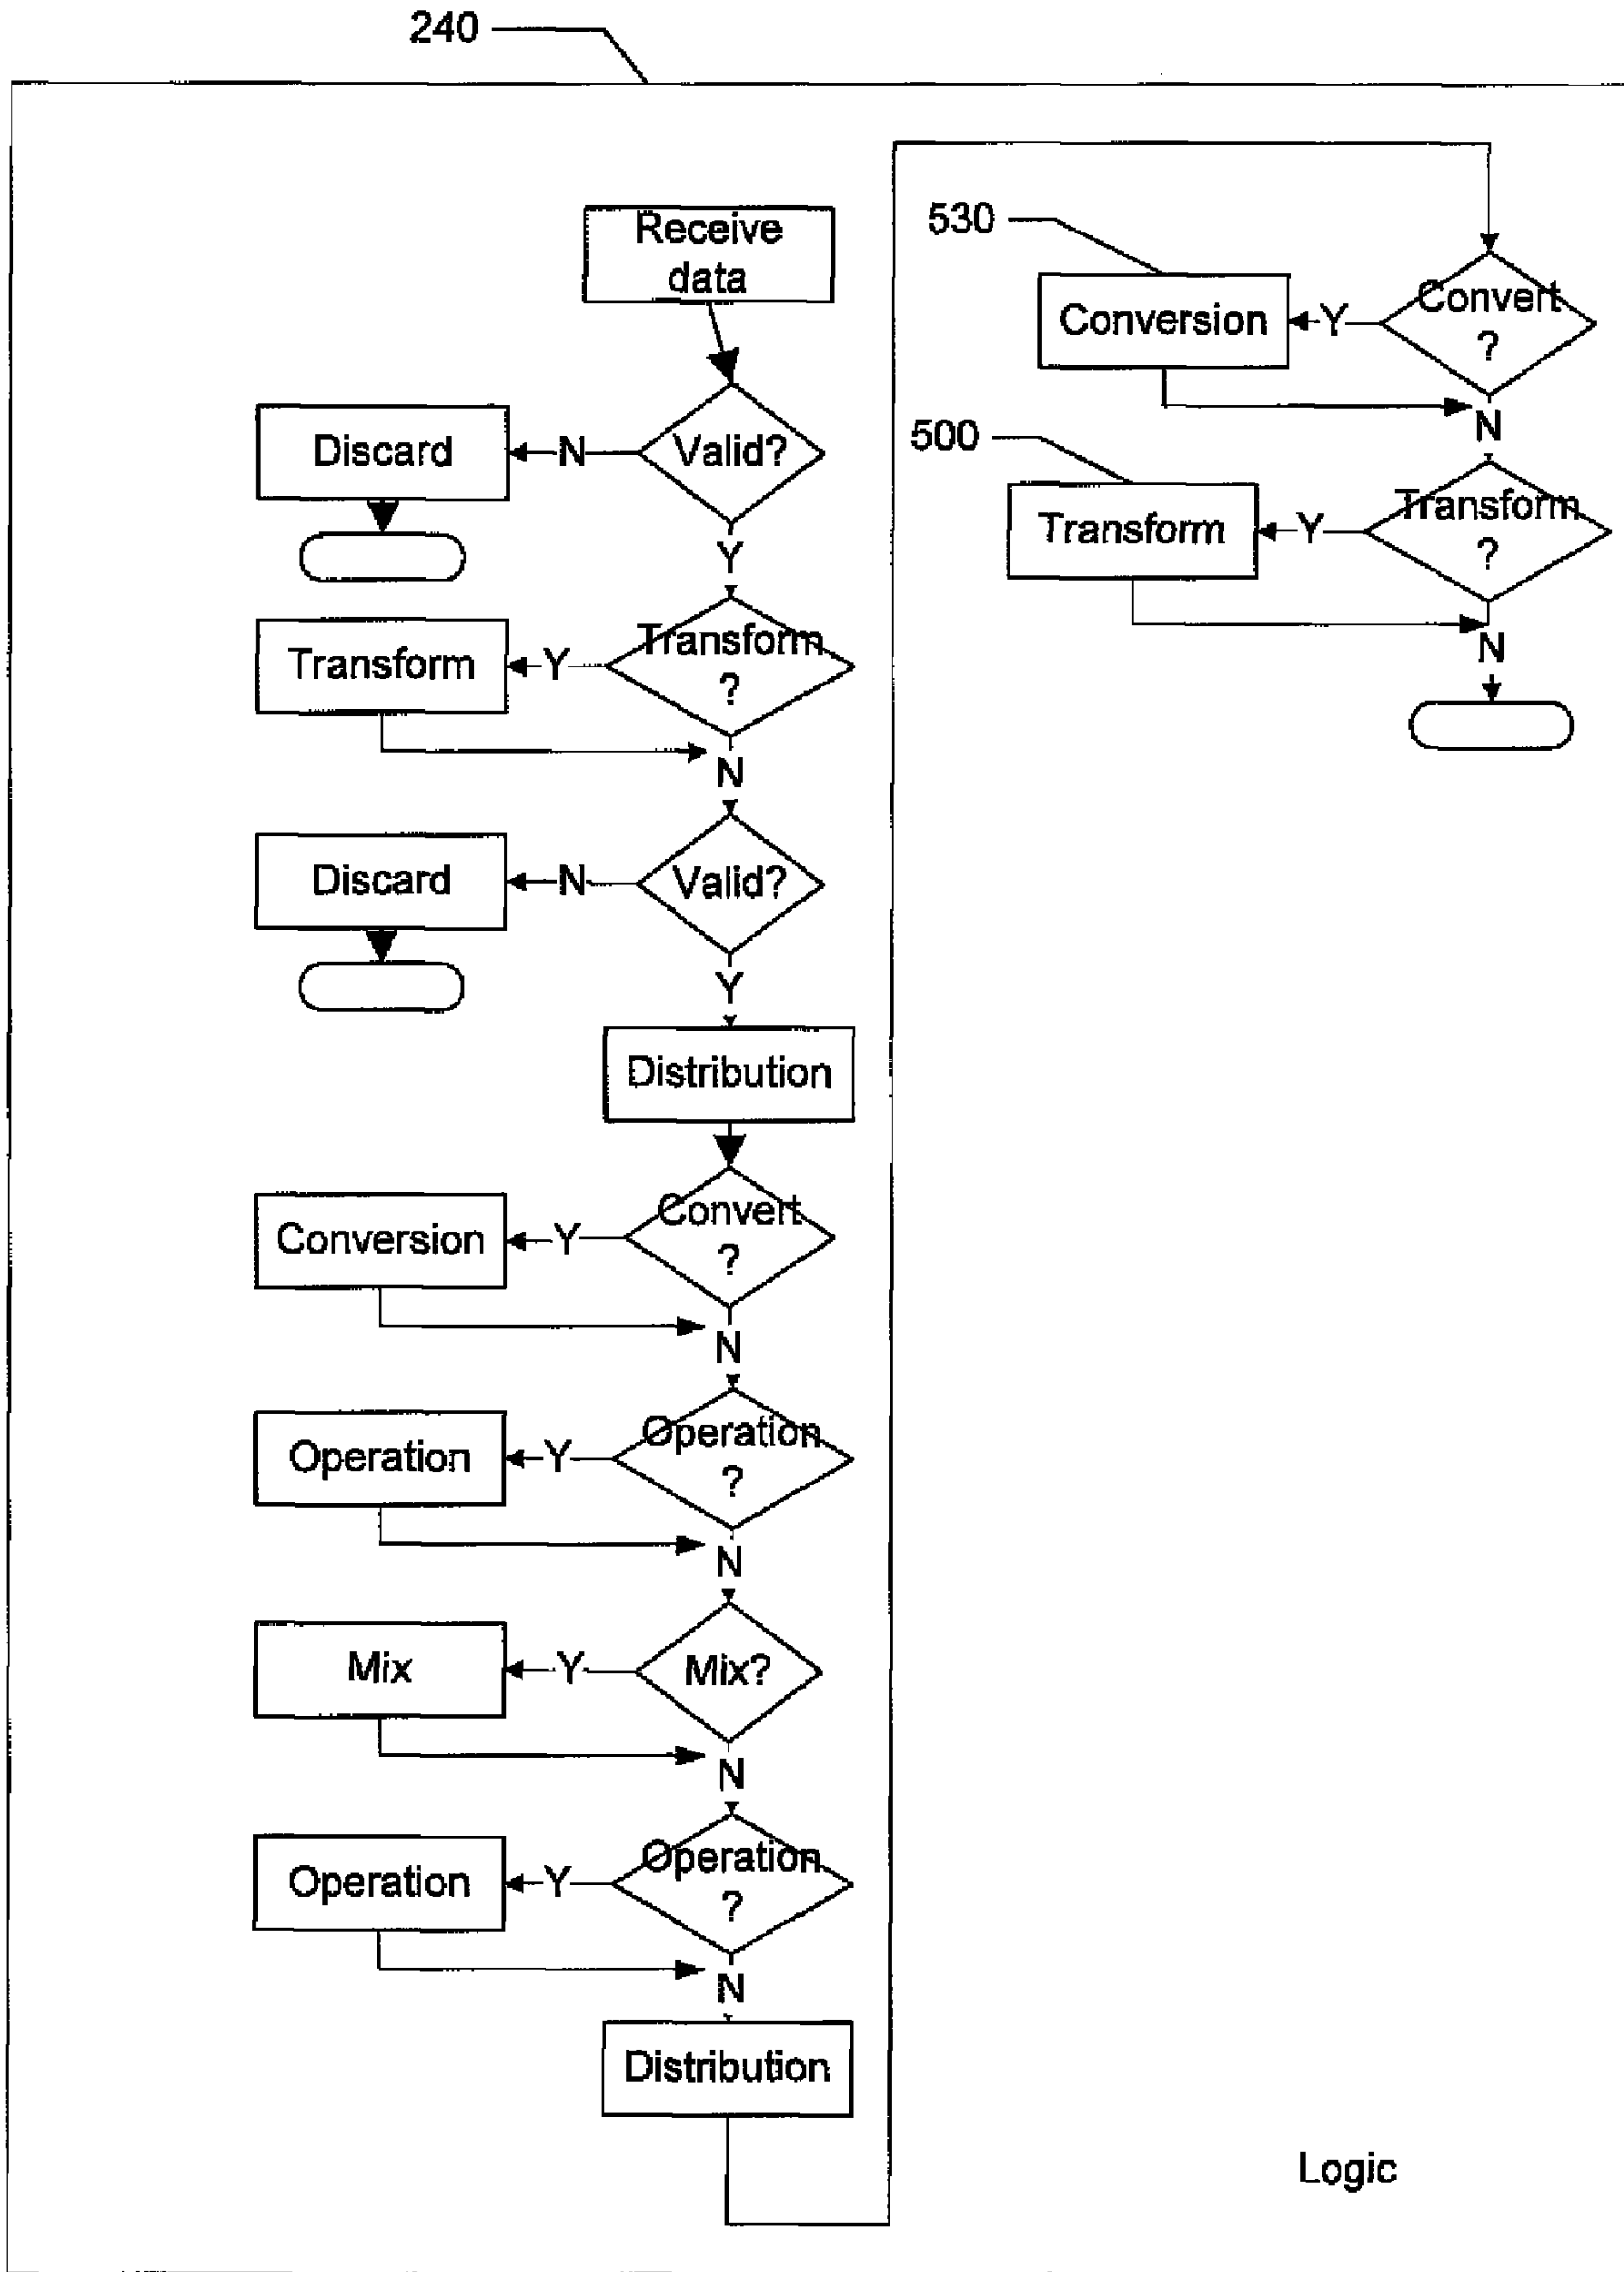 240
Receive
data
Discard
N
Valid?
Y
Transform
Y
Transform
?
N
Discard
N
Valid?
Y
Distribution
Conversion
Y
Convert
?
N
Operation
Y
Operation
?
N
Mix
Y
Mix?
N
Operation
Y
Operation
?
N
Distribution
530
Conversion
Y
Convert
?
N
500
Transform
Y
Transform
?
N
Logic